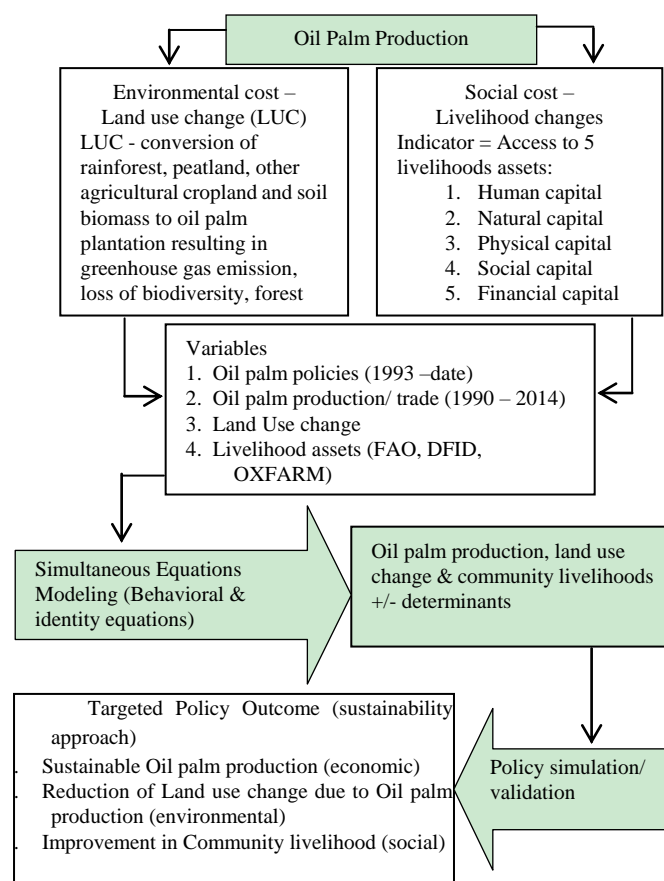 Oil Palm Production
Environmental cost –
Land use change (LUC)
LUC - conversion of
rainforest, peatland, other
agricultural cropland and soil
biomass to oil palm
plantation resulting in
greenhouse gas emission,
loss of biodiversity, forest
Social cost –
Livelihood changes
Indicator = Access to 5
livelihoods assets:
1. Human capital
2. Natural capital
3. Physical capital
4. Social capital
5. Financial capital
Variables
1. Oil palm policies (1993 –date)
2. Oil palm production/ trade (1990 – 2014)
3. Land Use change
4. Livelihood assets (FAO, DFID,
OXFARM)
Simultaneous Equations
Modeling (Behavioral &
identity equations)
Oil palm production, land use
change & community livelihoods
+/- determinants
Policy simulation/
validation
Targeted Policy Outcome (sustainability
approach)
. Sustainable Oil palm production (economic)
. Reduction of Land use change due to Oil palm
production (environmental)
. Improvement in Community livelihood (social)